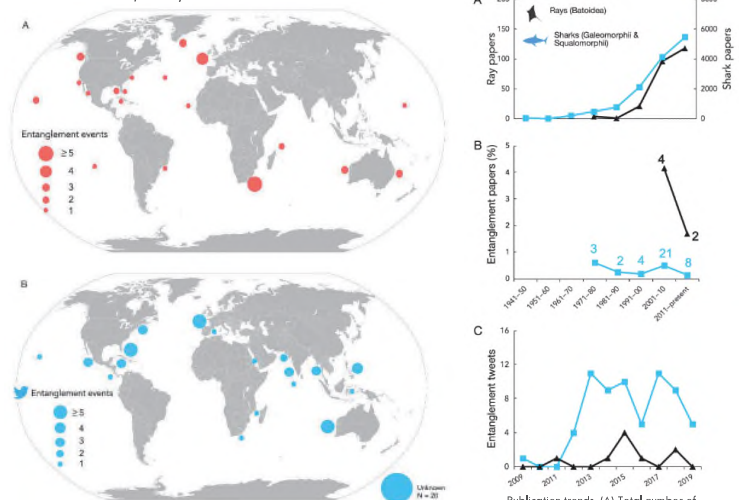 A
Entanglement events
≥ 5
4
3
2
1
B
Entanglement events
≥ 5
4
3
2
1
Unknown
N = 20
A
Rays (Batoidea)
Sharks (Galeomorphii &
Squalomorphii)
Ray papers
150
100
50
0
8000
6000
4000
2000
0
Shark papers
B
Entanglement papers (%)
5
4
3
2
1
0
3
2
4
21
8
4
2
1941–50
1951–60
1961–70
1971–80
1981–90
1991–00
2001–10
2011–present
C
Entanglement tweets
16
12
8
4
0
2009
2011
2013
2015
2017
2019
Publication trends. (A) Total number of